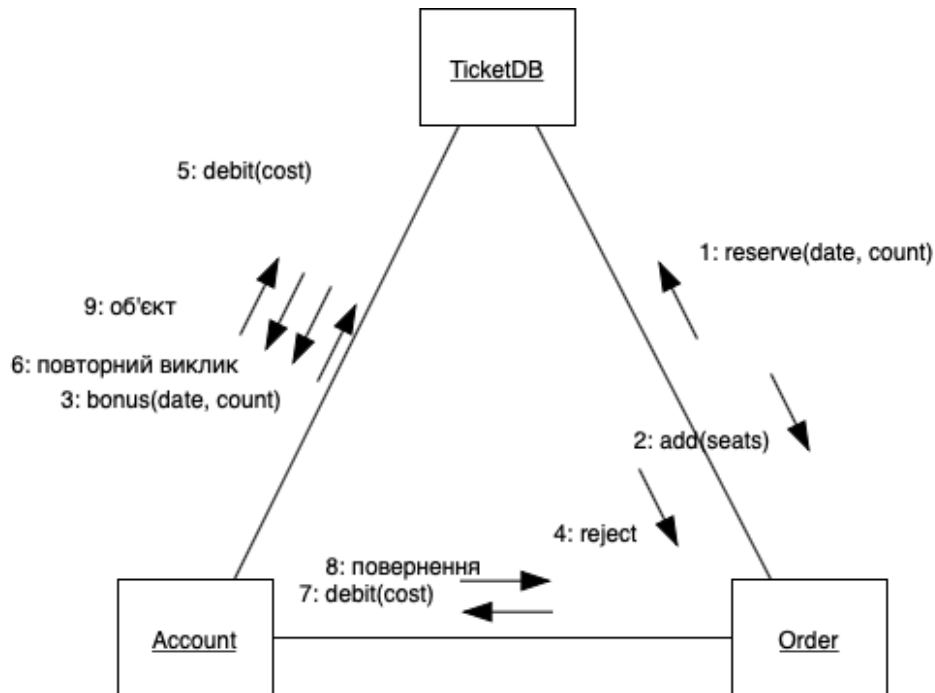 TicketDB
5: debit(cost)
1: reserve(date, count)
9: об'єкт
6: повторний виклик
3: bonus(date, count)
2: add(seats)
4: reject
8: повернення
7: debit(cost)
Account
Order